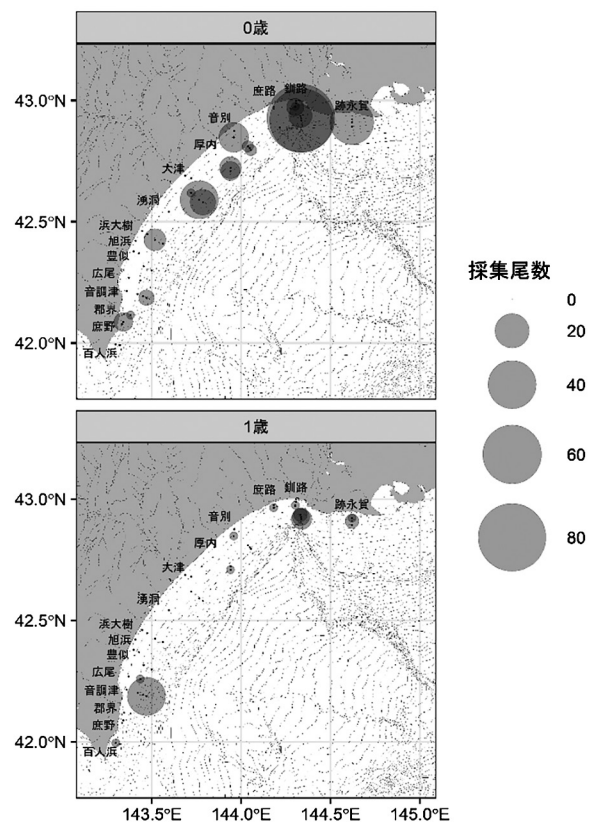 0歳
43.0°N
42.5°N
42.0°N
庶路
釧路
跡永賀
音別
厚内
大津
湧洞
浜大樹
旭浜
豊似
広尾
音調津
郡界
庶野
百人浜
1歳
43.0°N
42.5°N
42.0°N
庶路
釧路
跡永賀
音別
厚内
大津
湧洞
浜大樹
旭浜
豊似
広尾
音調津
郡界
庶野
百人浜
143.5°E 144.0°E 144.5°E 145.0°E
採集尾数
0
20
40
60
80